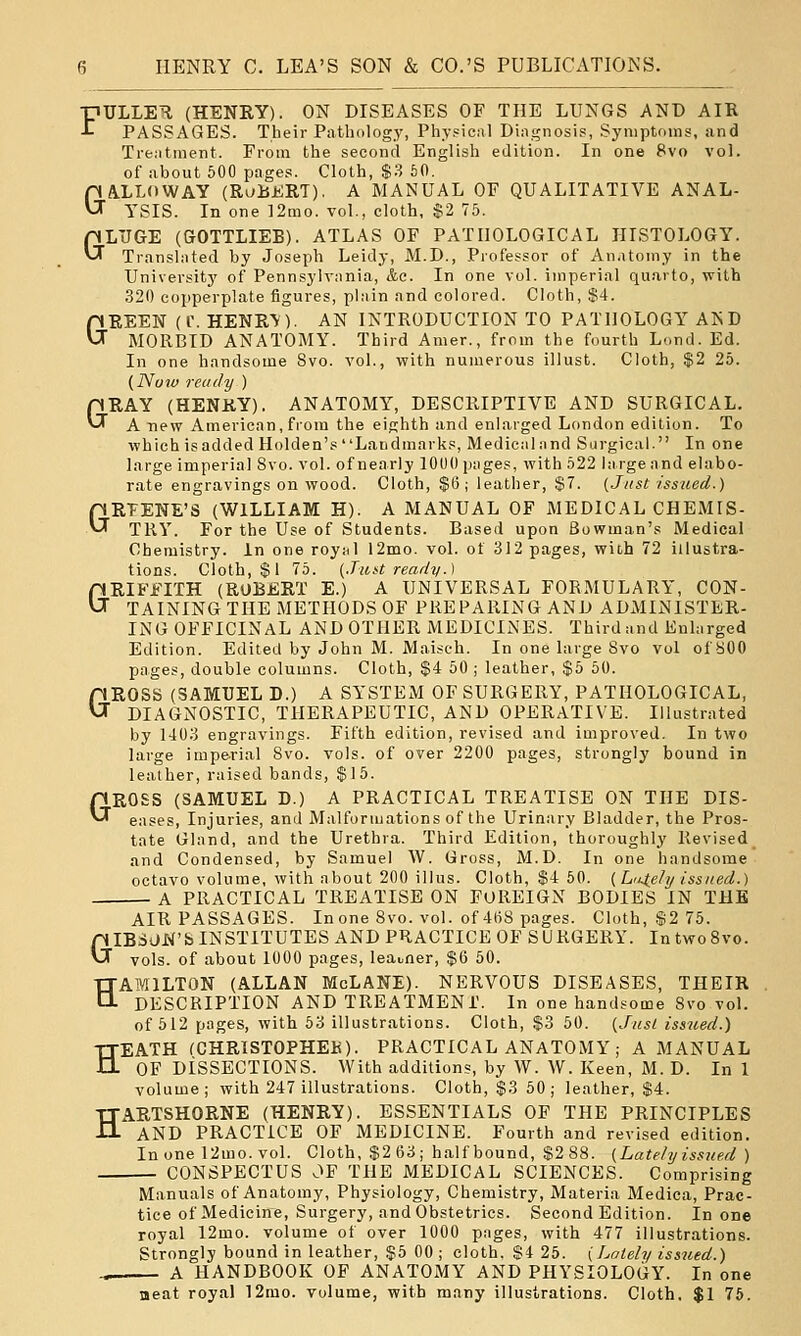 6 HENRY C. LEA'S SON & CO.'S PUBLICATIONS.
FULLER (HENRY). ON DISEASES OF THE LUNGS AND AIR
PASSAGES. Their Pathology, Physical Diagnosis, Symptoms, and
Treatment. From the second English edition. In one 8vo vol.
of about 500 pages. Cloth, $3 50.
GALLOWAY (ROBERT). A MANUAL OF QUALITATIVE ANAL-
YSIS. In one 12mo. vol., cloth, $2 75.
GLUGE (GOTTLIEB). ATLAS OF PATHOLOGICAL HISTOLOGY.
Translated by Joseph Leidy, M.D., Professor of Anatomy in the
University of Pennsylvania, &c. In one vol. imperial quarto, with
320 copperplate figures, plain and colored. Cloth, $4.
GREEN (T. HENRY). AN INTRODUCTION TO PATHOLOGY AND
MORBID ANATOMY. Third Amer., from the fourth Lond. Ed.
In one handsome 8vo. vol., with numerous illust. Cloth, $2 25.
(Now ready )
GRAY (HENRY). ANATOMY, DESCRIPTIVE AND SURGICAL.
A new American, from the eighth and enlarged London edition. To
which is added Holden's "Landmarks, Medical and Surgical." In one
large imperial 8vo. vol. of nearly 1000 pages, with 522 large and elabo-
rate engravings on wood. Cloth, $6; leather, $7. (Just issued.)
GREENE'S (WILLIAM H). A MANUAL OF MEDICAL CHEMIS-
TRY. For the Use of Students. Based upon Bowman's Medical
Chemistry. In one royal 12mo. vol. of 312 pages, with 72 illustra-
tions. Cloth, $1 75. (Just ready.)
GRIFFITH (ROBERT E.) A UNIVERSAL FORMULARY, CON-
TAINING THE METHODS OF PREPARING AND ADMINISTER-
ING OFFICINAL AND OTHER MEDICINES. Third and Enlarged
Edition. Edited by John M. Maisch. In one large 8vo vol of 800
pages, double columns. Cloth, $4 50; leather, $5 50.
GROSS (SAMUEL D.) A SYSTEM OF SURGERY, PATHOLOGICAL,
DIAGNOSTIC, THERAPEUTIC, AND OPERATIVE. Illustrated
by 1403 engravings. Fifth edition, revised and improved. In two
large imperial 8vo. vols. of over 2200 pages, strongly bound in
leather, raised bands, $15.
GROSS (SAMUEL D.) A PRACTICAL TREATISE ON THE DIS-
eases, Injuries, and Malformations of the Urinary Bladder, the Pros-
tate Gland, and the Urethra. Third Edition, thoroughly Revised
and Condensed, by Samuel W. Gross, M.D. In one handsome
octavo volume, with about 200 illus. Cloth, $4 50. (Lately issued.)
—— A PRACTICAL TREATISE ON FOREIGN BODIES IN THE
AIR PASSAGES. In one 8vo. vol. of 468 pages. Cloth, $2 75.
GIBSON'S INSTITUTES AND PRACTICE OF SURGERY. In two 8vo.
vols. of about 1000 pages, leather, $6 50.
HAMILTON (ALLAN McLANE). NERVOUS DISEASES, THEIR
DESCRIPTION AND TREATMENT. In one handsome 8vo vol.
of 512 pages, with 53 illustrations. Cloth, $3 50. (Just issued.)
HEATH (CHRISTOPHER). PRACTICAL ANATOMY; A MANUAL
OF DISSECTIONS. With additions, by W. W. Keen, M. D. In 1
volume; with 247 illustrations. Cloth, $3 50; leather, $4.
HARTSHORNE (HENRY). ESSENTIALS OF THE PRINCIPLES
AND PRACTICE OF MEDICINE. Fourth and revised edition.
In one 12mo. vol. Cloth, $2 63; half bound, $2 88. (Lately issued )
—— CONSPECTUS OF THE MEDICAL SCIENCES. Comprising
Manuals of Anatomy, Physiology, Chemistry, Materia Medica, Prac-
tice of Medicine, Surgery, and Obstetrics. Second Edition. In one
royal 12mo. volume of over 1000 pages, with 477 illustrations.
Strongly bound in leather, $5 00; cloth, $4 25. (Lately issued.)
—— A HANDBOOK OF ANATOMY AND PHYSIOLOGY. In one
neat royal 12mo. volume, with many illustrations. Cloth, $1 75.